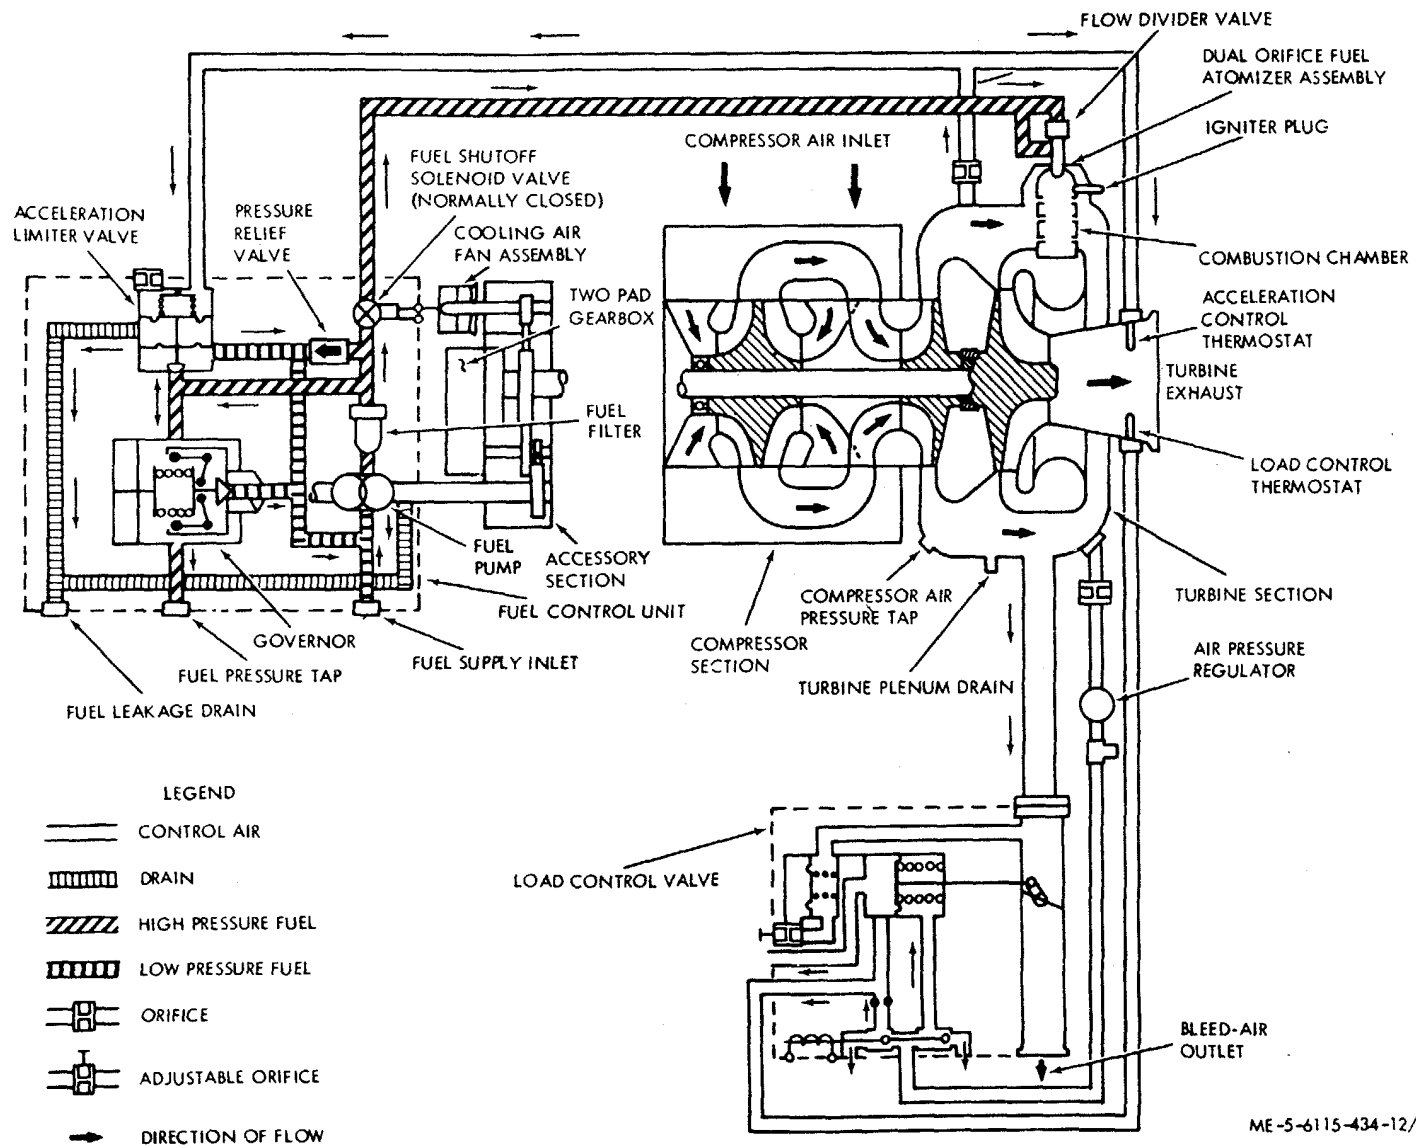 FLOW DIVIDER VALVE
DUAL ORIFICE FUEL
ATOMIZER ASSEMBLY
IGNITER PLUG
COMPRESSOR AIR INLET
FUEL SHUTOFF
SOLENOID VALVE
(NORMALLY CLOSED)
ACCELERATION
LIMITER VALVE
PRESSURE
RELIEF
VALVE
COOLING AIR
FAN ASSEMBLY
COMBUSTION CHAMBER
TWO PAD
GEARBOX
ACCELERATION
CONTROL
THERMOSTAT
TURBINE
EXHAUST
FUEL
FILTER
LOAD CONTROL
THERMOSTAT
FUEL
PUMP
ACCESSORY
SECTION
FUEL CONTROL UNIT
COMPRESSOR AIR
PRESSURE TAP
TURBINE SECTION
GOVERNOR
FUEL SUPPLY INLET
COMPRESSOR
SECTION
AIR PRESSURE
REGULATOR
FUEL PRESSURE TAP
TURBINE PLENUM DRAIN
FUEL LEAKAGE DRAIN
LEGEND
CONTROL AIR
DRAIN
HIGH PRESSURE FUEL
LOW PRESSURE FUEL
ORIFICE
ADJUSTABLE ORIFICE
DIRECTION OF FLOW
LOAD CONTROL VALVE
BLEED-AIR
OUTLET
ME-5-6115-434-12/